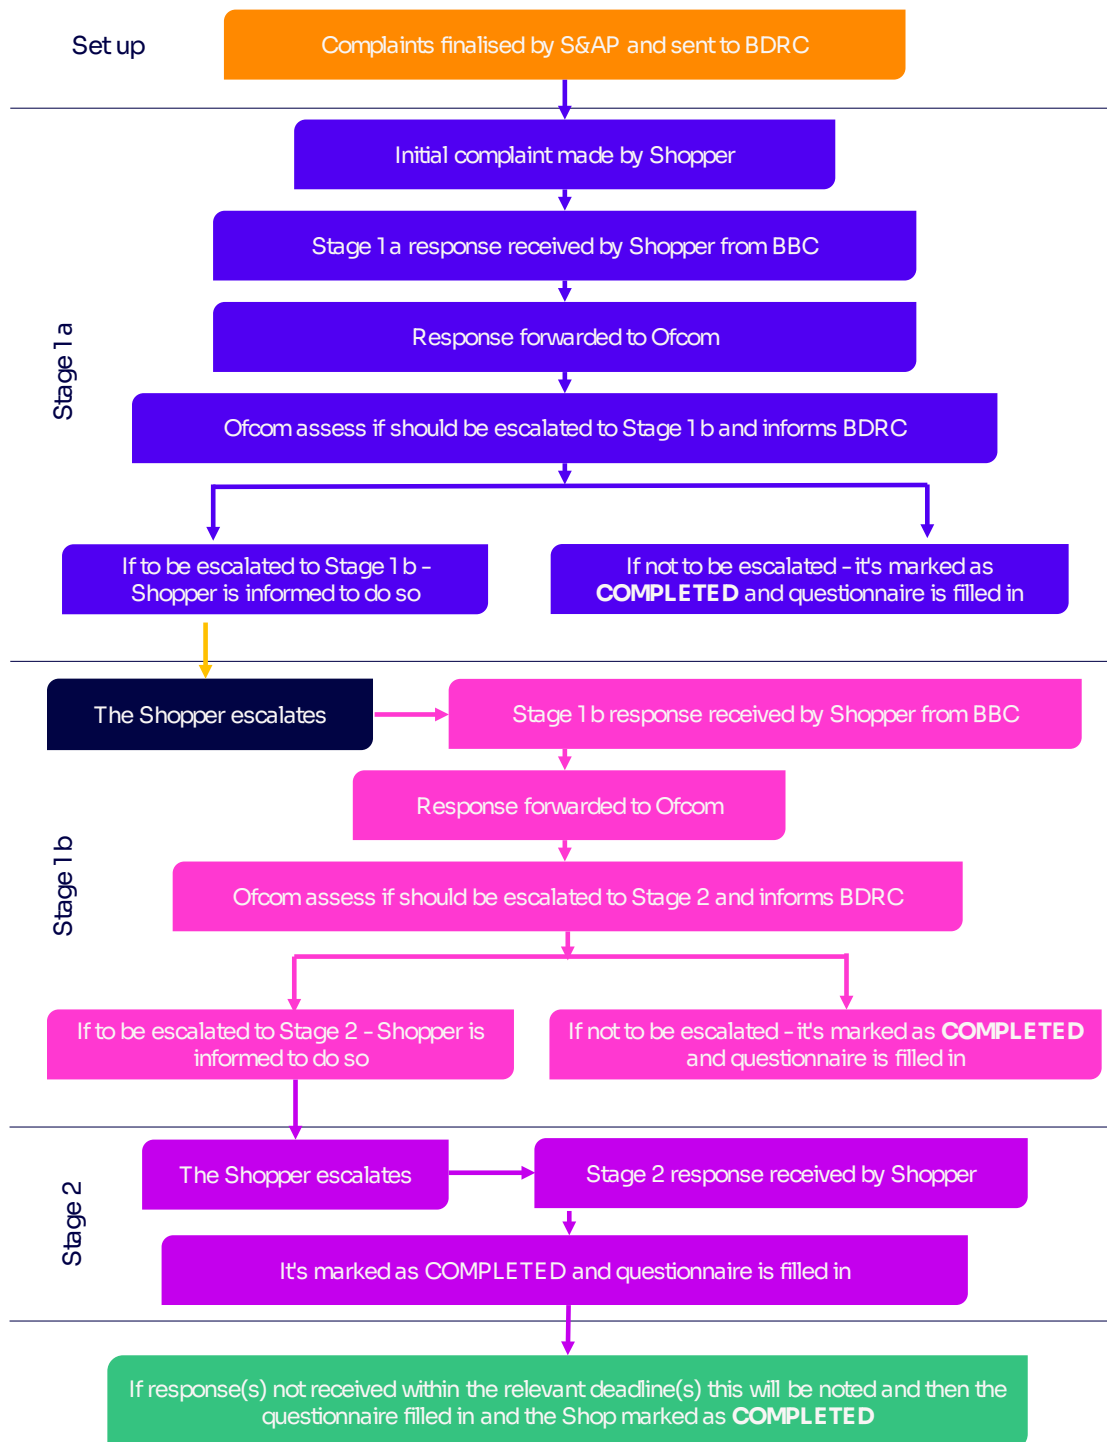 Set up
Complaints finalised by S&AP and sent to BDRC
Initial complaint made by Shopper
Stage 1a response received by Shopper from BBC
Response forwarded to Ofcom
Stage 1a
Ofcom assess if should be escalated to Stage 1b and informs BDRC
If to be escalated to Stage 1b -
Shopper is informed to do so
If not to be escalated - it's marked as
COMPLETED and questionnaire is filled in
The Shopper escalates
Stage 1b response received by Shopper from BBC
Response forwarded to Ofcom
Stage 1b
Ofcom assess if should be escalated to Stage 2 and informs BDRC
If to be escalated to Stage 2 - Shopper is
informed to do so
If not to be escalated - it's marked as COMPLETED
and questionnaire is filled in
The Shopper escalates
Stage 2 response received by Shopper
Stage 2
It's marked as COMPLETED and questionnaire is filled in
If response(s) not received within the relevant deadline(s) this will be noted and then the
questionnaire filled in and the Shop marked as COMPLETED